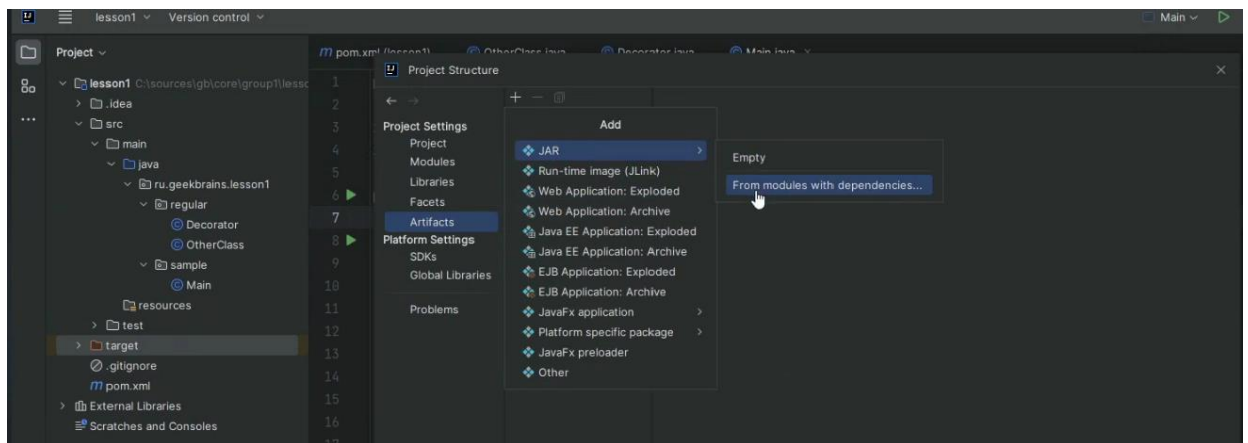 lesson1 Version control Main
Project
pom.xml (lesson1) OtherClass.java Decorator.java Main.java
Project Structure
lesson1 C:\sources\gb\core\group1\lesso
.idea
src
main
java
ru.geekbrains.lesson1
regular
Decorator
OtherClass
sample
Main
resources
test
target
.gitignore
pom.xml
External Libraries
Scratches and Consoles
1
2
3
4
5
6
7
8
9
10
11
12
13
14
15
16
Project Settings
Project
Modules
Libraries
Facets
Artifacts
Platform Settings
SDKs
Global Libraries
Problems
Add
JAR
Run-time image (JLink)
Web Application: Exploded
Web Application: Archive
Java EE Application: Exploded
Java EE Application: Archive
EJB Application: Exploded
EJB Application: Archive
JavaFx application
Platform specific package
JavaFx preloader
Other
Empty
From modules with dependencies...